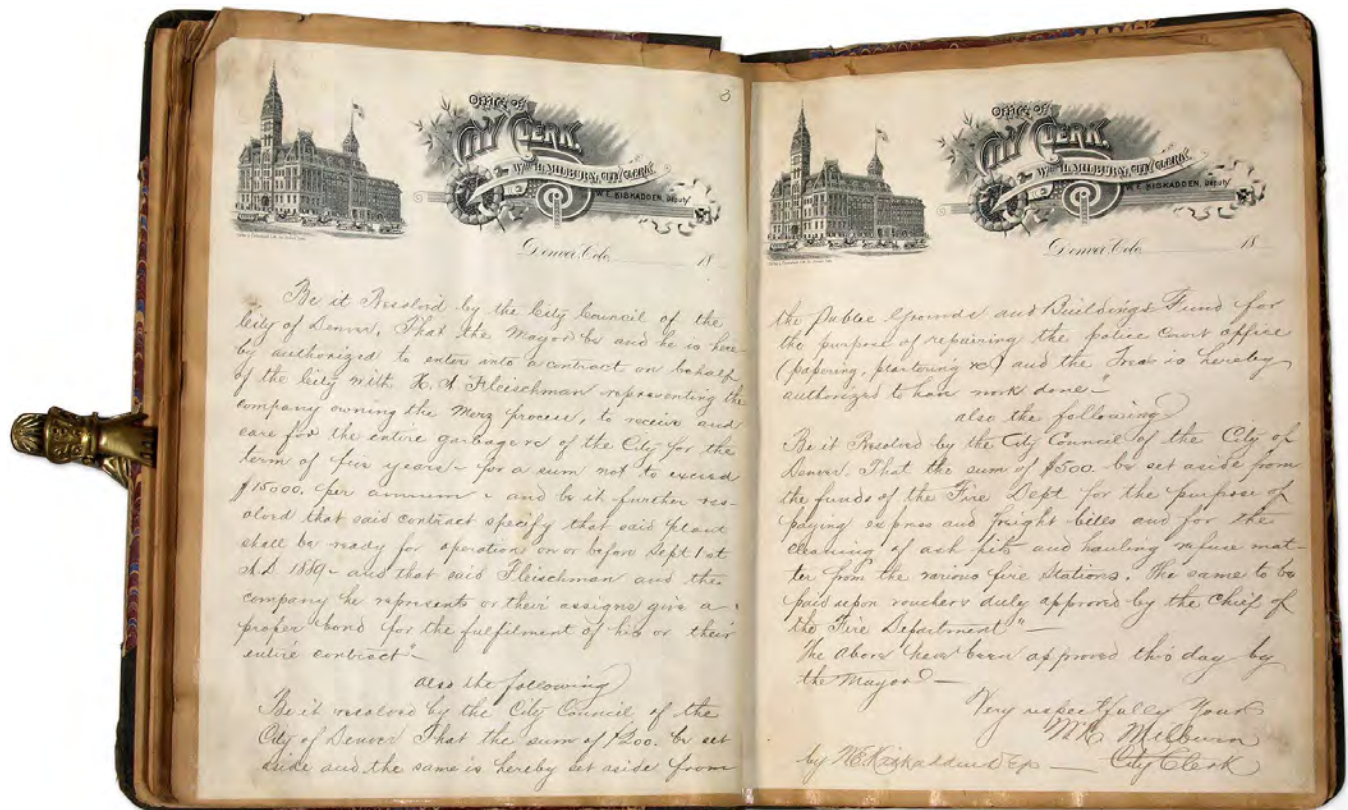 3
OFFICE OF
CITY CLERK.
Wm. H. MILBURN, CITY CLERK.
W. E. BISKADDEN, DEPUTY
Denver, Colo. 18
Be it Resolved by the City Council of the
City of Denver, That the Mayor be and he is here-
by authorized to enter into a contract on behalf
of the City with Fleischman representing the
company owning the Merz process, to receive and
care for the entire garbage &c of the City for the
term of five years - for a sum not to exceed
$15000. per annum - and be it further res-
olved that said contract specify that said plant
shall be ready for operation on or before Sept 1st
A.D. 1889 - and that said Fleischman and the
company he represents or their assigns give a
proper bond for the fulfilment of his or their
entire contract" -
also the following
Be it resolved by the City Council, of the
City of Denver That the sum of $200. be set
aside and the same is hereby set aside from
OFFICE OF
CITY CLERK.
Wm. H. MILBURN, CITY CLERK.
W. E. BISKADDEN, DEPUTY
Denver, Colo. 18
the Public Grounds and Buildings Fund for
the purpose of repairing the police Court office
(papering, plastering &c) and the is hereby
authorized to have work done -"
also the following
Be it Resolved by the City Council of the City of
Denver. That the sum of $500 - be set aside from
the funds of the Fire Dept for the purpose of
paying express and freight bills and for the
cleaning of ash pits and hauling refuse mat-
ter from the various fire Stations. The same to be
paid upon vouchers duly approved by the Chief of
the Fire Department" -
The above have been approved this day by
the Mayor -
Very respectfully Yours
Milburn
by City Clerk